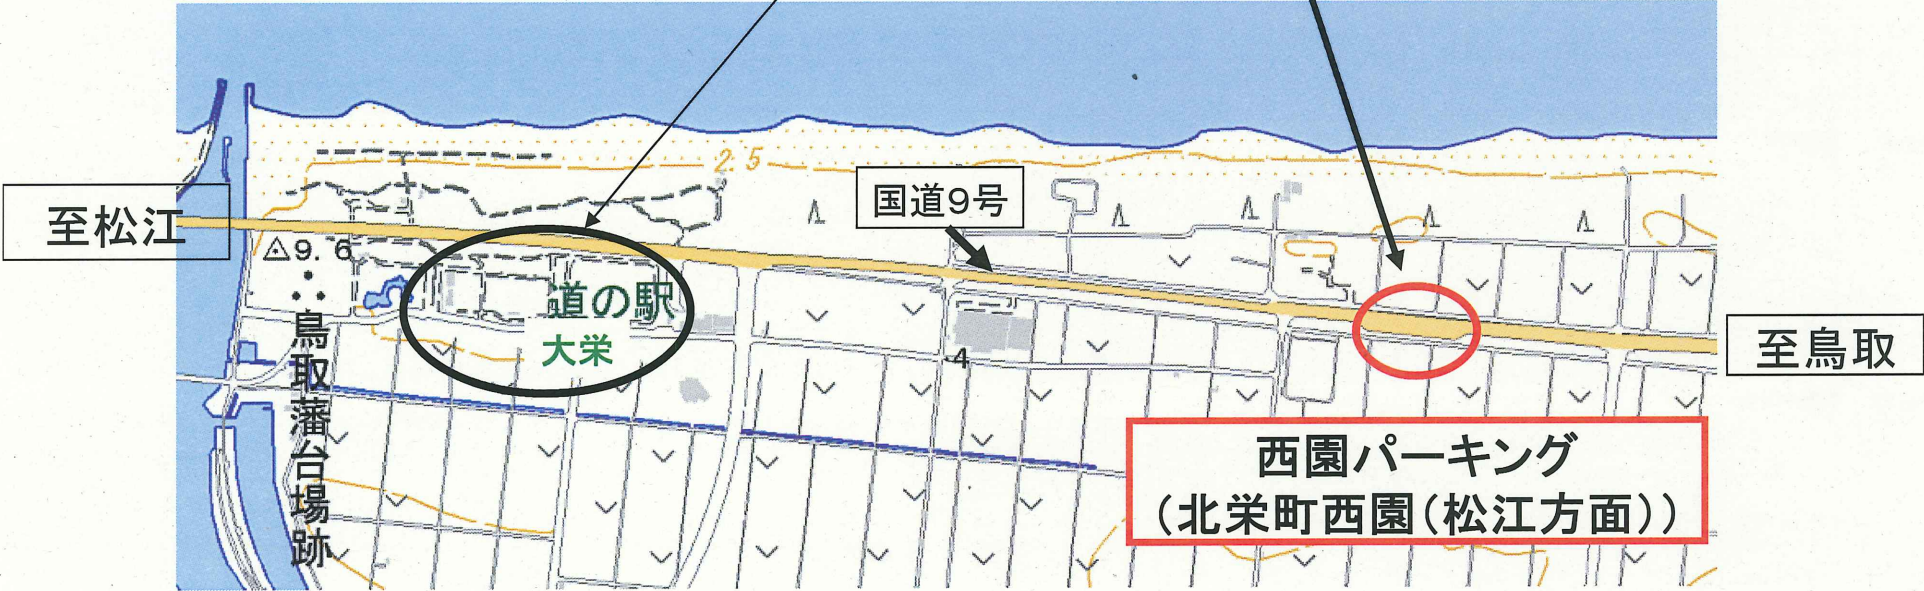 2.5
国道9号
至松江
△9.6
道の駅
大栄
至鳥取
4
鳥取藩台場跡
西園パーキング
(北栄町西園(松江方面))